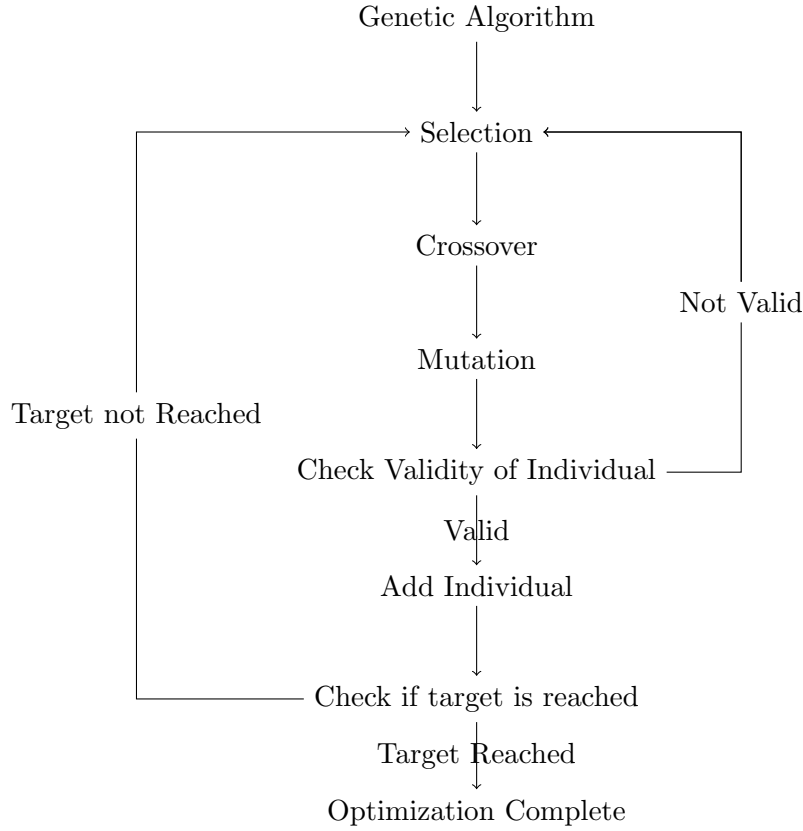 Genetic Algorithm
Selection
Crossover
Not Valid
Mutation
Target not Reached
Check Validity of Individual
Valid
Add Individual
Check if target is reached
Target Reached
Optimization Complete